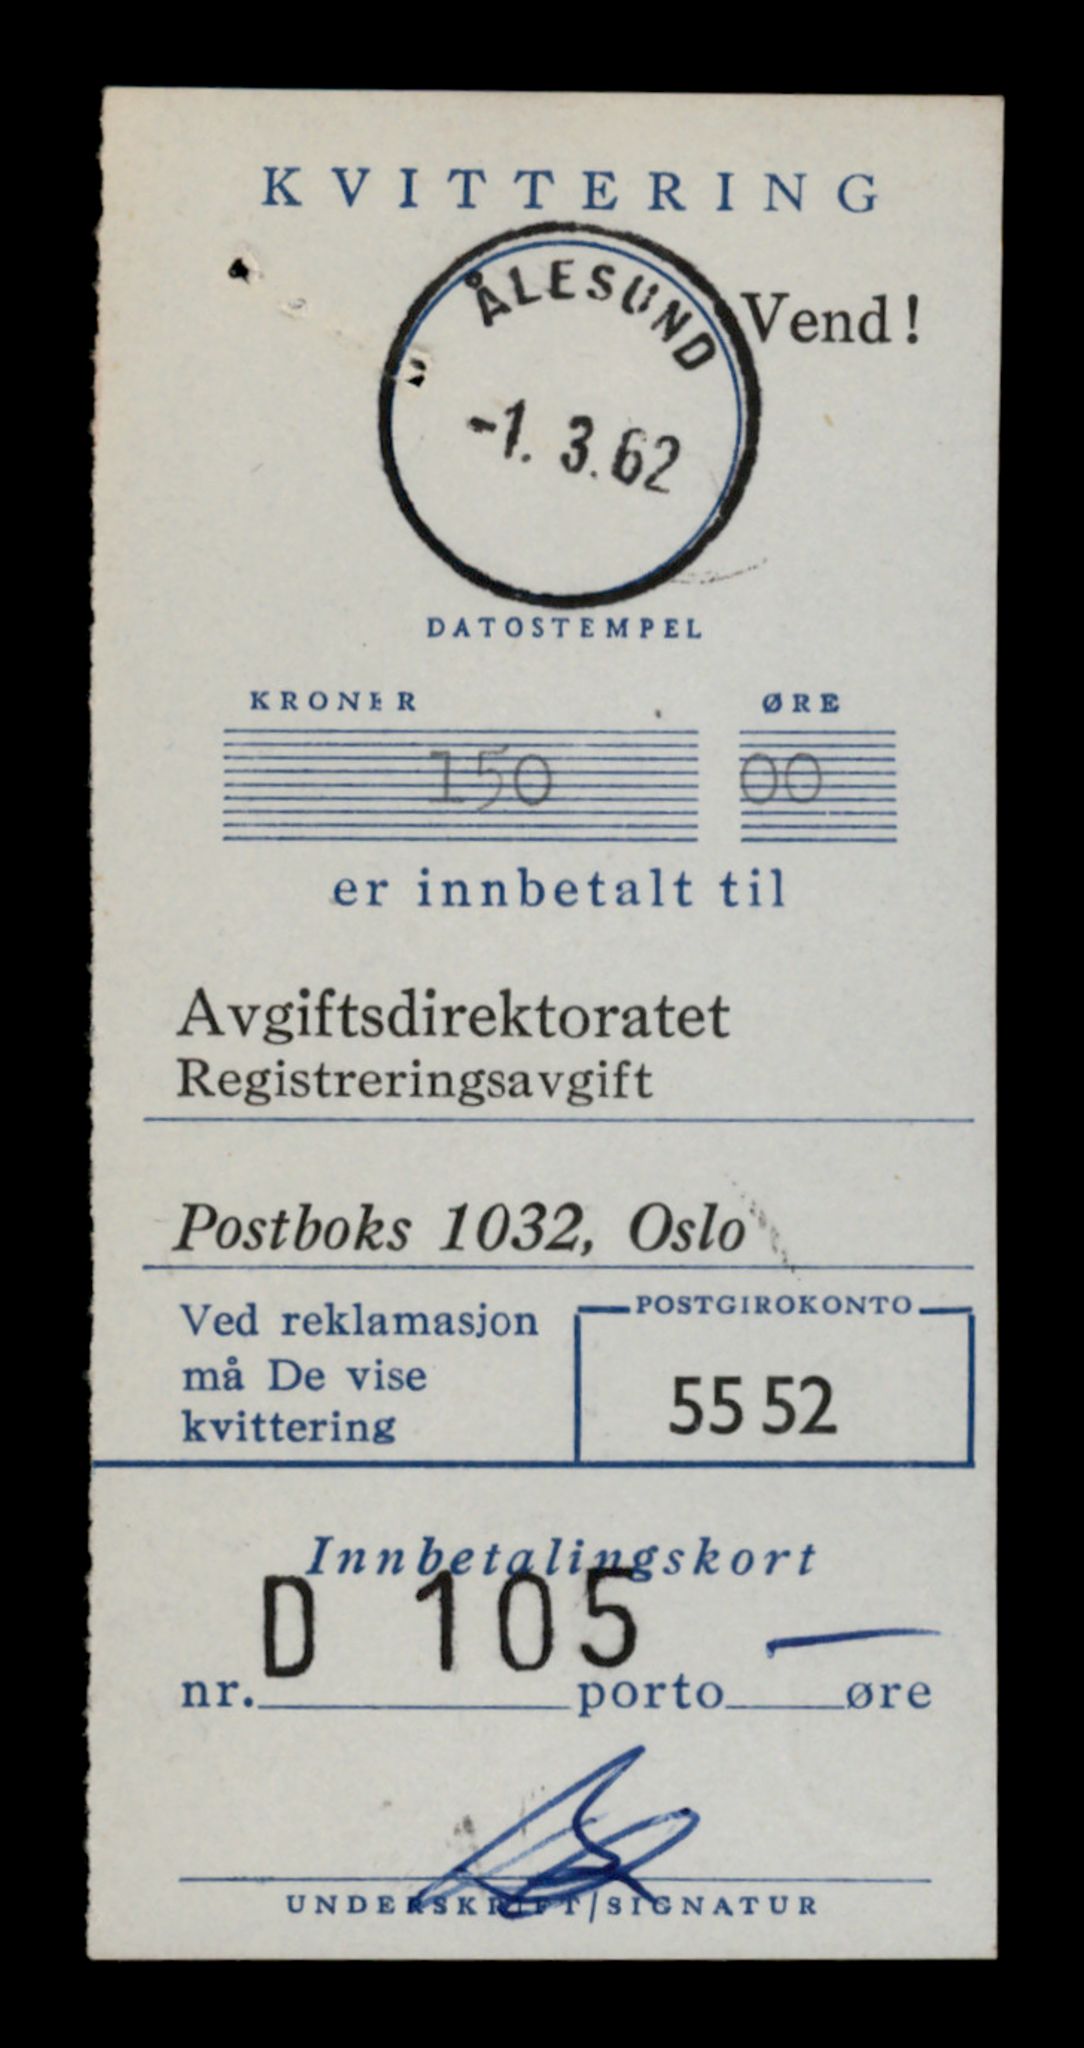 KVITTERING
Vend!
ÅLESUND
-1. 3. 62
DATOSTEMPEL
KRONER ØRE
150 00
er innbetalt til
Avgiftsdirektoratet
Registreringsavgift
Postboks 1032, Oslo
Ved reklamasjon
må De vise
kvittering
POSTGIROKONTO
55 52
Innbetalingskort
D 105
nr. porto øre
UNDERSKRIFT/SIGNATUR